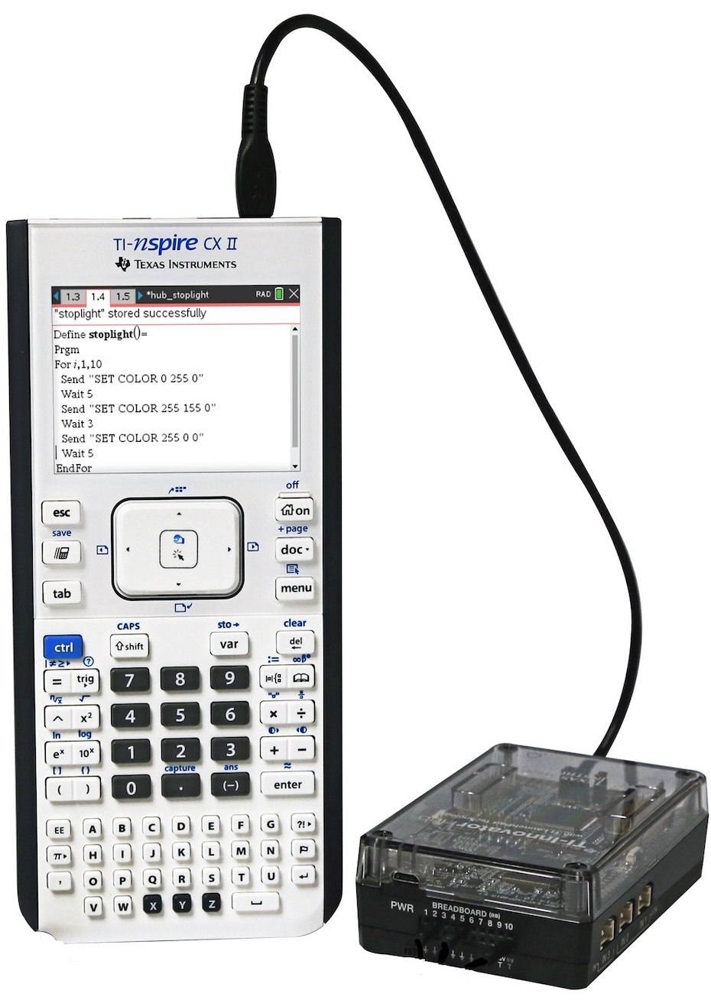 TI-nspire CX II
TEXAS INSTRUMENTS
1.3 1.4 1.5 *hub_stoplight RAD
"stoplight" stored successfully
Define stoplight()=
Prgm
For i,1,10
Send "SET COLOR 0 255 0"
Wait 5
Send "SET COLOR 255 155 0"
Wait 3
Send "SET COLOR 255 0 0"
Wait 5
EndFor
off
esc on
save + page
doc
tab menu
CAPS sto→ clear
ctrl shift var del
|≠≥▸ ? := ∞β°
= trig 7 8 9
ⁿ√x √
^ x² 4 5 6 × ÷
ln log
eˣ 10ˣ 1 2 3 + −
[ ] { } capture ans ≈
( ) 0 . (−) enter
EE A B C D E F G ?!▸
π▸ H I J K L M N
, O P Q R S T U ↵
V W X Y Z
TI-Innovator
PWR BREADBOARD (BB)
1 2 3 4 5 6 7 8 9 10
5V
IN3 IN2